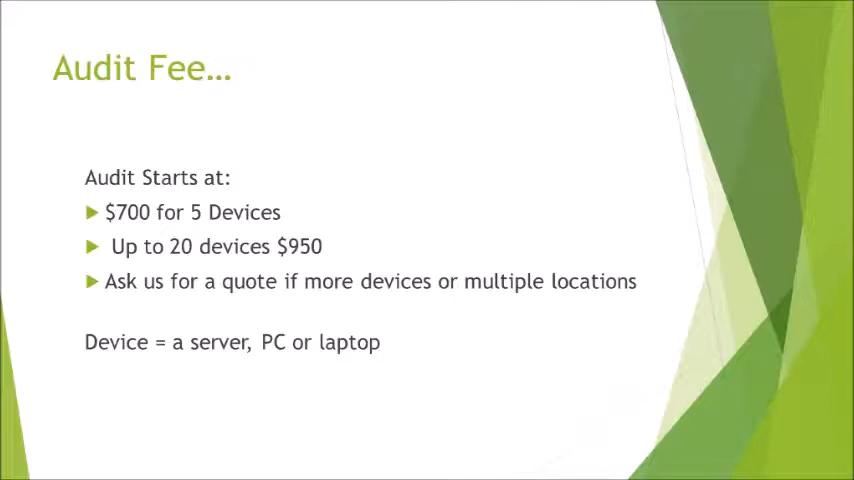 Audit Fee…
Audit Starts at:
$700 for 5 Devices
Up to 20 devices $950
Ask us for a quote if more devices or multiple locations
Device = a server, PC or laptop